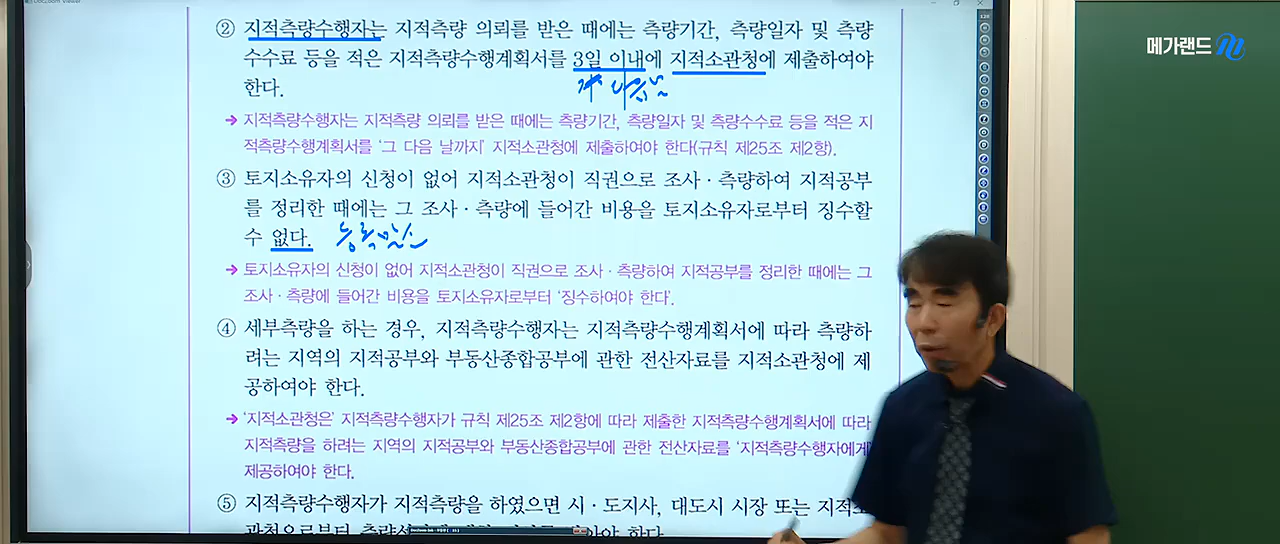 ② 지적측량수행자는 지적측량 의뢰를 받은 때에는 측량기간, 측량일자 및 측량
수수료 등을 적은 지적측량수행계획서를 3일 이내에 지적소관청에 제출하여야
한다.
→ 지적측량수행자는 지적측량 의뢰를 받은 때에는 측량기간, 측량일자 및 측량수수료 등을 적은 지
적측량수행계획서를 '그 다음 날까지' 지적소관청에 제출하여야 한다(규칙 제25조 제2항).
③ 토지소유자의 신청이 없어 지적소관청이 직권으로 조사·측량하여 지적공부
를 정리한 때에는 그 조사·측량에 들어간 비용을 토지소유자로부터 징수할
수 없다.
→ 토지소유자의 신청이 없어 지적소관청이 직권으로 조사·측량하여 지적공부를 정리한 때에는 그
조사·측량에 들어간 비용을 토지소유자로부터 '징수하여야 한다'.
④ 세부측량을 하는 경우, 지적측량수행자는 지적측량수행계획서에 따라 측량하
려는 지역의 지적공부와 부동산종합공부에 관한 전산자료를 지적소관청에 제
공하여야 한다.
→ '지적소관청은' 지적측량수행자가 규칙 제25조 제2항에 따라 제출한 지적측량수행계획서에 따라
지적측량을 하려는 지역의 지적공부와 부동산종합공부에 관한 전산자료를 '지적측량수행자에게'
제공하여야 한다.
⑤ 지적측량수행자가 지적측량을 하였으면 시·도지사, 대도시 시장 또는 지적소
메가랜드